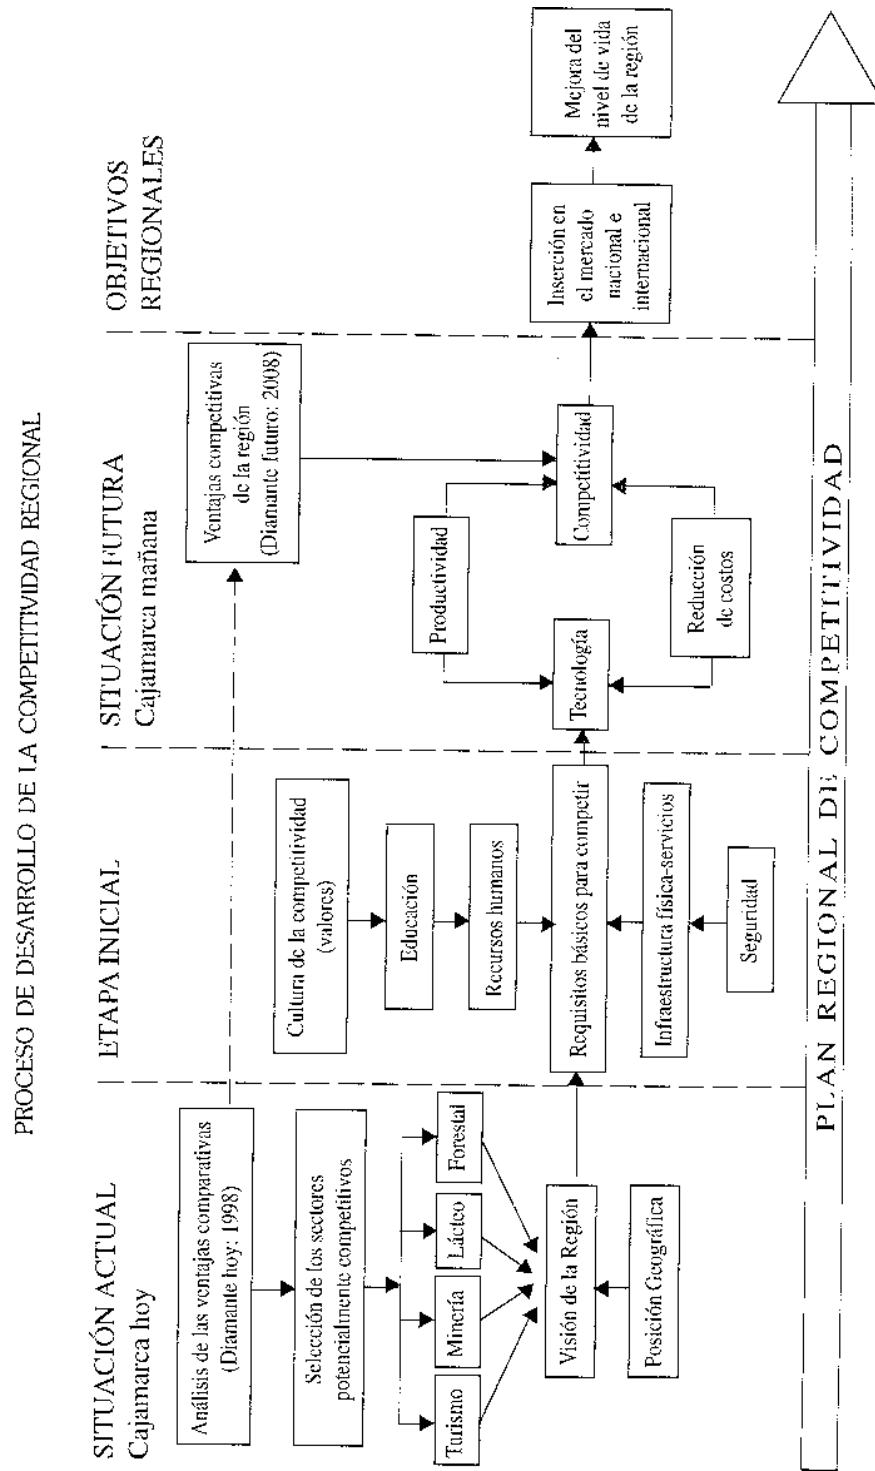 PROCESO DE DESARROLLO DE LA COMPETITIVIDAD REGIONAL
SITUACIÓN ACTUAL
Cajamarca hoy
Análisis de las ventajas comparativas
(Diamante hoy: 1998)
Selección de los sectores
potencialmente competitivos
Turismo
Minería
Lácteo
Forestal
Visión de la Región
Posición Geográfica
ETAPA INICIAL
Cultura de la competitividad
(valores)
Educación
Recursos humanos
Requisitos básicos para competir
Infraestructura física-servicios
Seguridad
SITUACIÓN FUTURA
Cajamarca mañana
Ventajas competitivas
de la región
(Diamante futuro: 2008)
Productividad
Tecnología
Competitividad
Reducción
de costos
OBJETIVOS
REGIONALES
Inserción en
el mercado
nacional e
internacional
Mejora del
nivel de vida
de la región
PLAN REGIONAL DE COMPETITIVIDAD